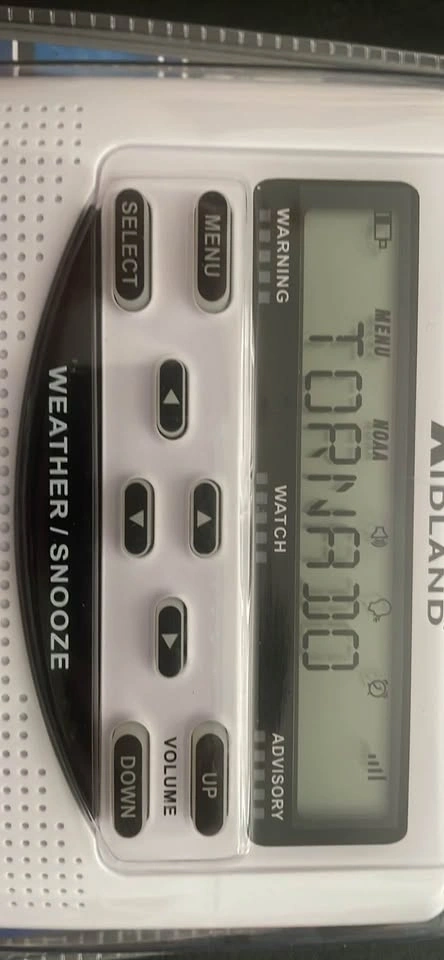 MIDLAND
MENU NOAA
TORNADO
WARNING WATCH ADVISORY
MENU UP
VOLUME
SELECT DOWN
WEATHER / SNOOZE